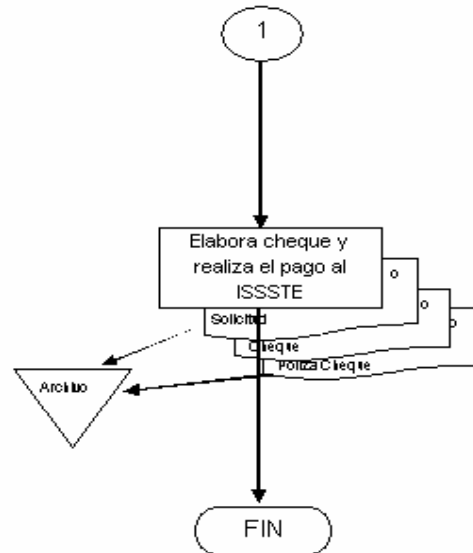 1
Elabora cheque y
realiza el pago al
ISSSTE
o
Solicitud
o
Cheque
o
Poliza Cheque
Archivo
FIN